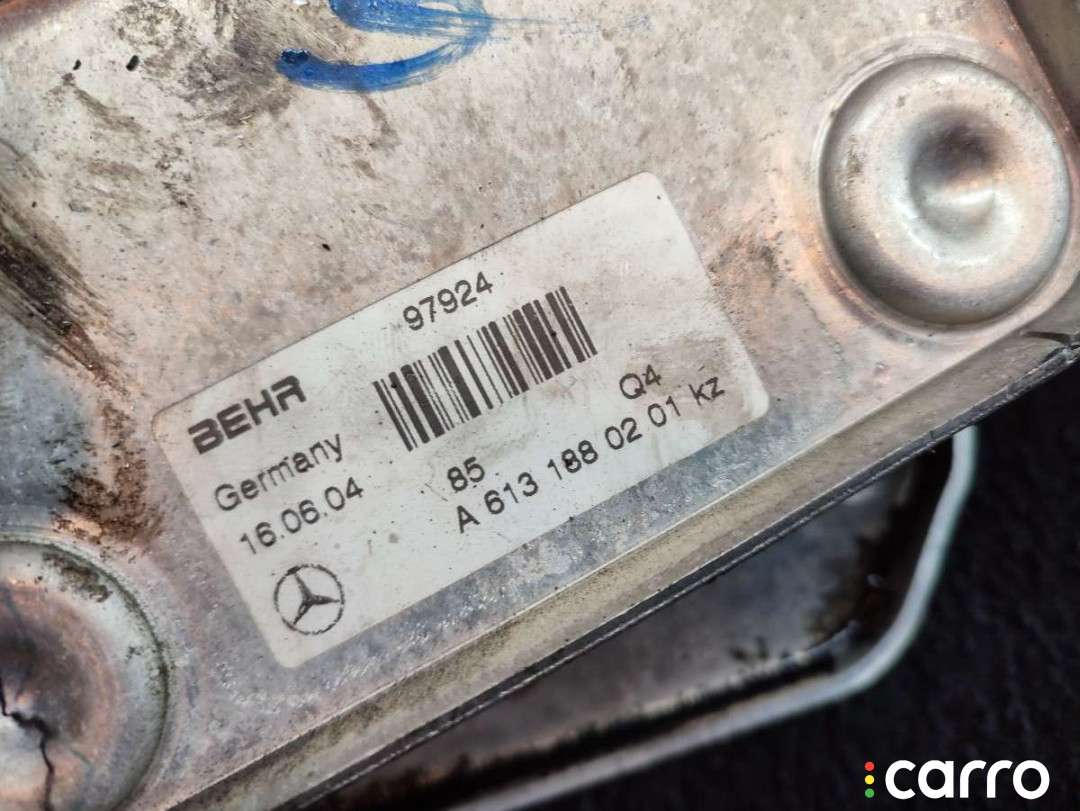 97924
BEHR
Germany
16.06.04
85
Q4
A 613 188 02 01 kz
carro